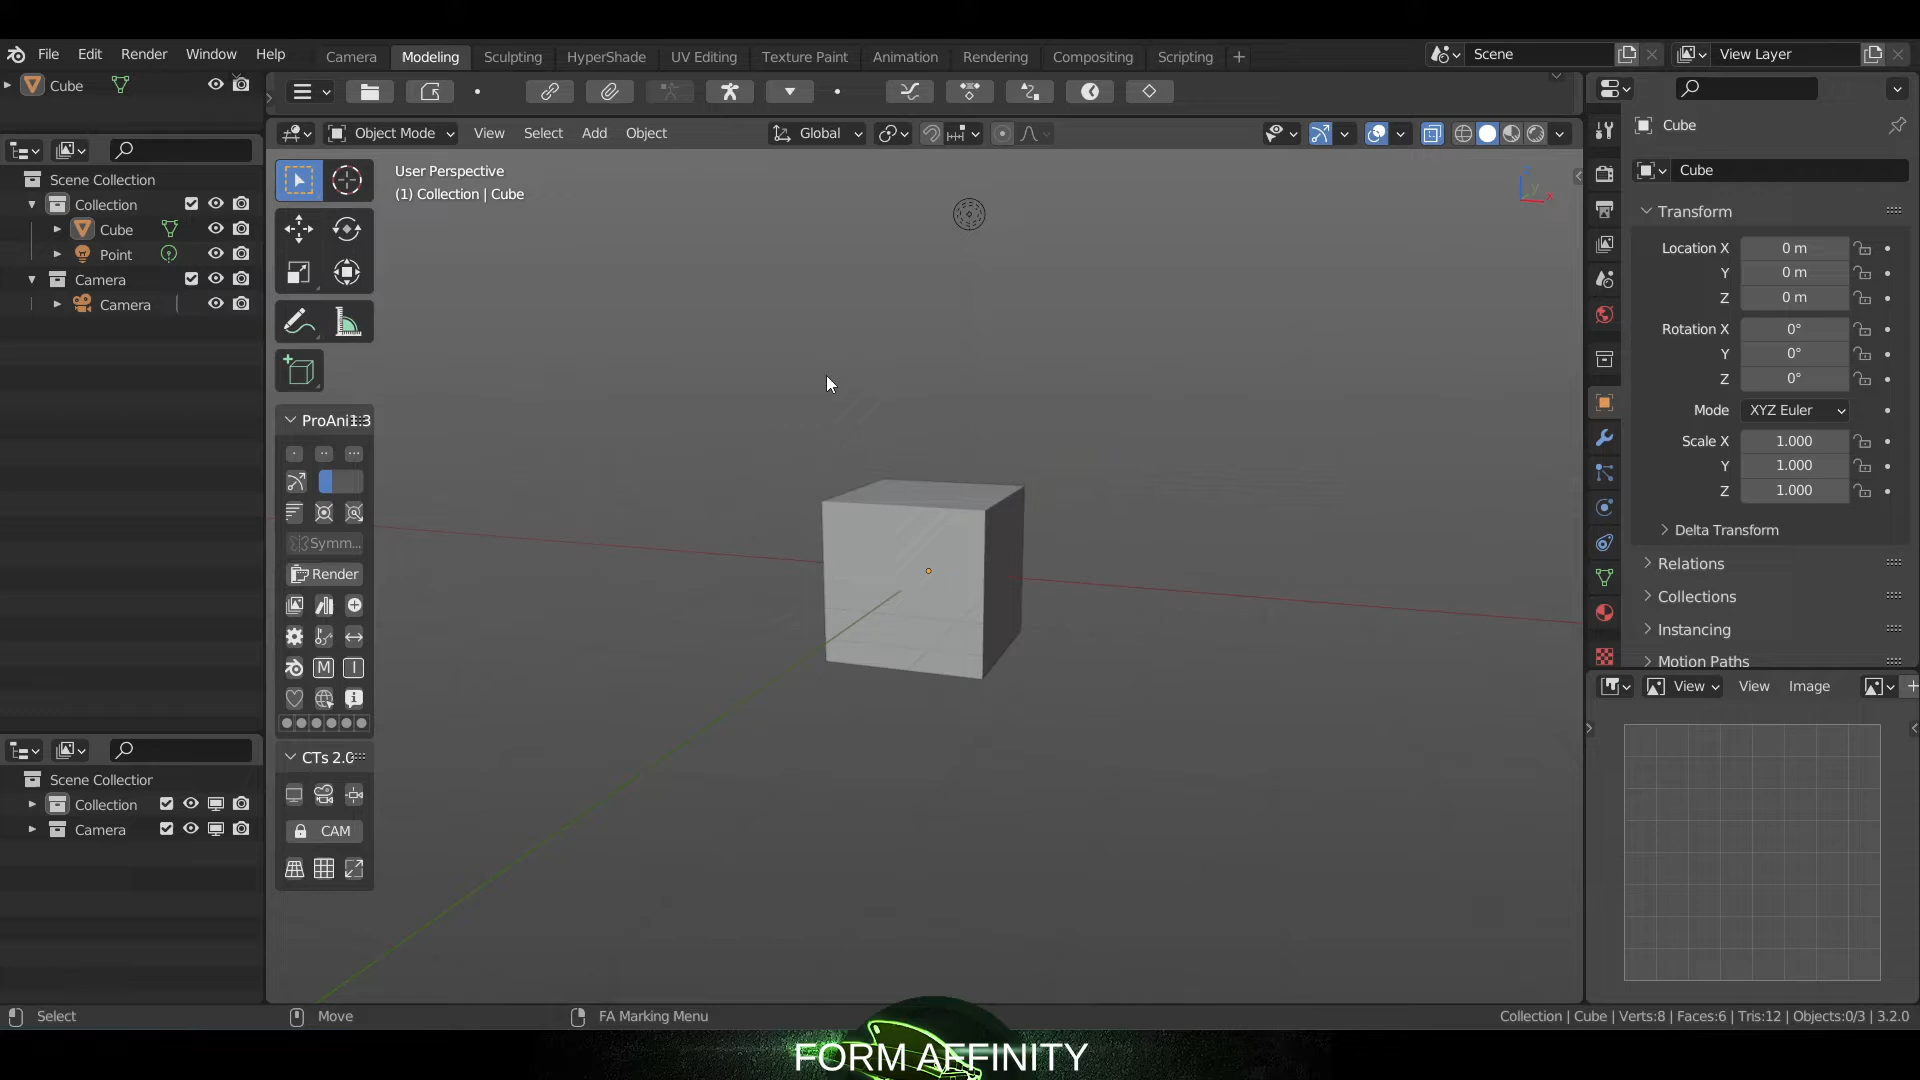 File Edit Render Window Help
Camera Modeling Sculpting HyperShade UV Editing Texture Paint Animation Rendering Compositing Scripting
Scene
View Layer
Cube
Object Mode View Select Add Object
Global
Scene Collection
Collection
Cube
Point
Camera
Camera
User Perspective
(1) Collection | Cube
ProAni1.3
Symm...
Render
M I
CTs 2.0
CAM
Scene Collectior
Collection
Camera
Cube
Cube
Transform
Location X 0 m
Y 0 m
Z 0 m
Rotation X 0°
Y 0°
Z 0°
Mode XYZ Euler
Scale X 1.000
Y 1.000
Z 1.000
Delta Transform
Relations
Collections
Instancing
Motion Paths
View View Image
Select
Move
FA Marking Menu
Collection | Cube | Verts:8 | Faces:6 | Tris:12 | Objects:0/3 | 3.2.0
FORM AFFINITY